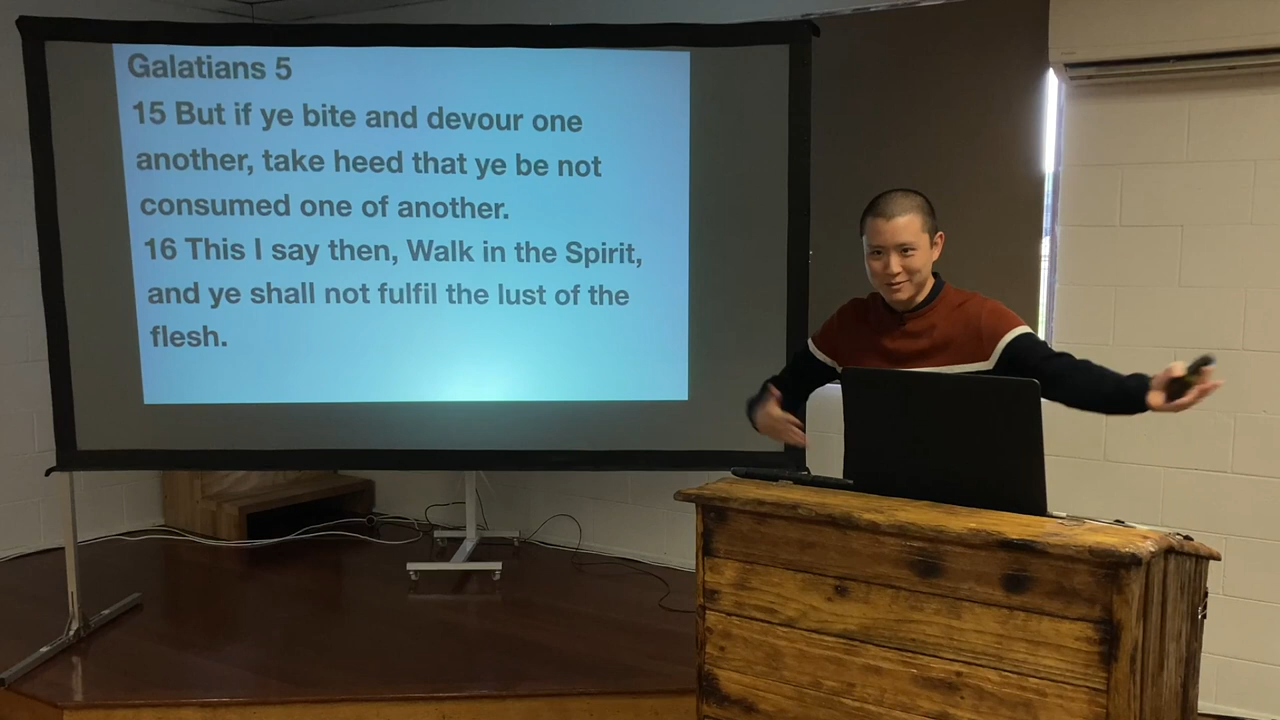 Galatians 5
15 But if ye bite and devour one
another, take heed that ye be not
consumed one of another.
16 This I say then, Walk in the Spirit,
and ye shall not fulfil the lust of the
flesh.